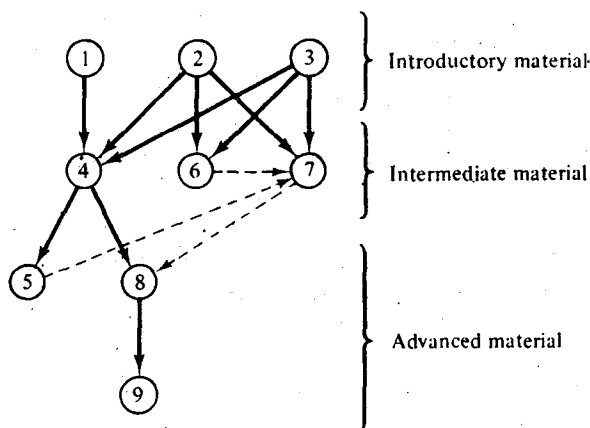 1 2 3 Introductory material
4 6 7 Intermediate material
5 8
Advanced material
9